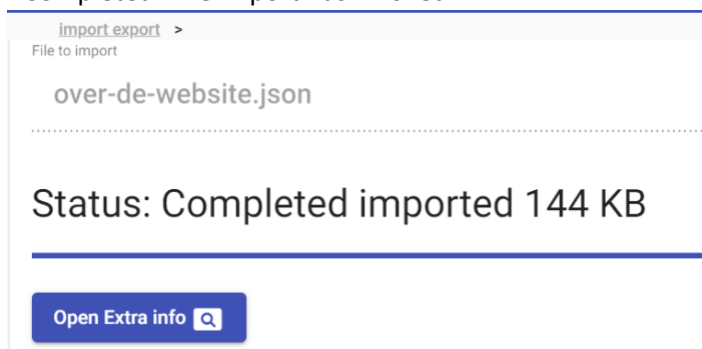 import export >
File to import
over-de-website.json
Status: Completed imported 144 KB
Open Extra info